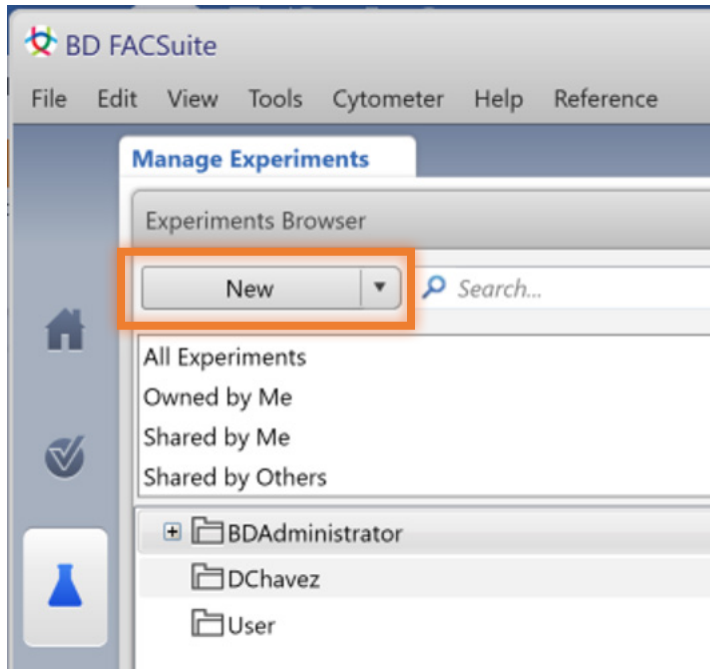 BD FACSuite
File Edit View Tools Cytometer Help Reference
Manage Experiments
Experiments Browser
New Search...
All Experiments
Owned by Me
Shared by Me
Shared by Others
BDAdministrator
DChavez
User